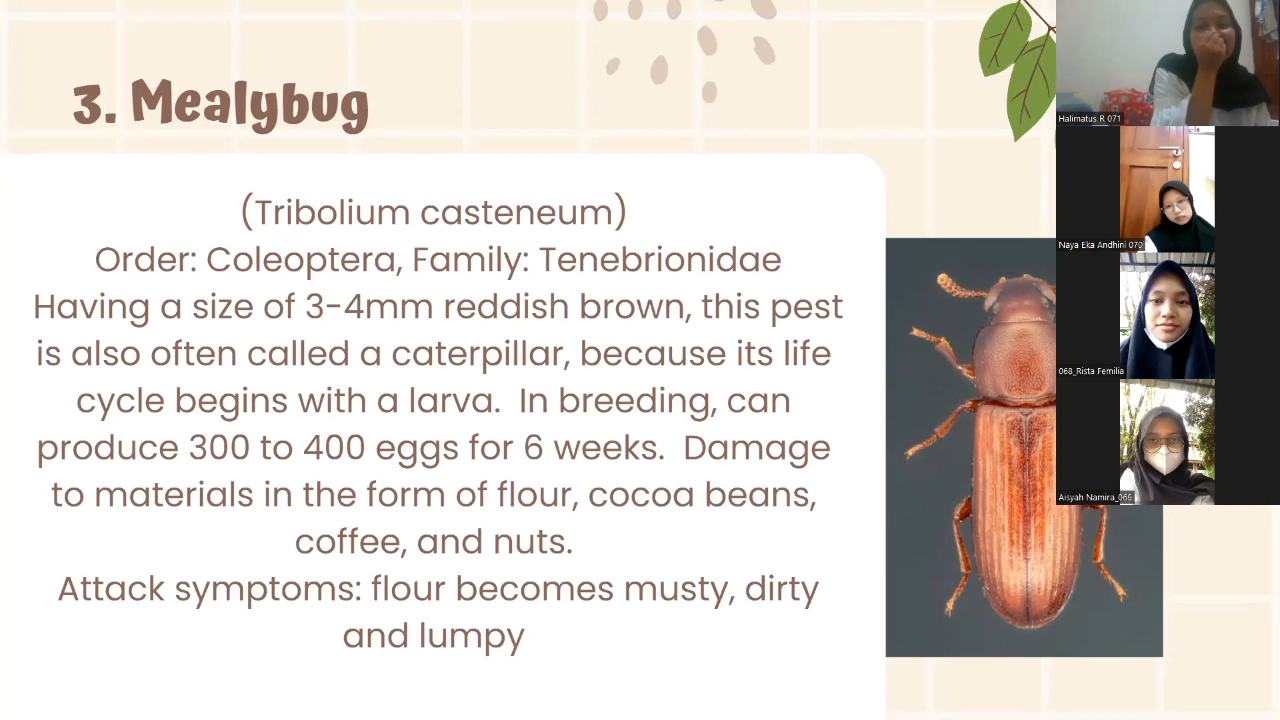 3. Mealybug
(Tribolium casteneum)
Order: Coleoptera, Family: Tenebrionidae
Having a size of 3-4mm reddish brown, this pest
is also often called a caterpillar, because its life
cycle begins with a larva.  In breeding, can
produce 300 to 400 eggs for 6 weeks.  Damage
to materials in the form of flour, cocoa beans,
coffee, and nuts.
Attack symptoms: flour becomes musty, dirty
and lumpy
Halimatus R 071
Naya Eka Andhini 070
068_Rista Femilia
Aisyah Namira_069